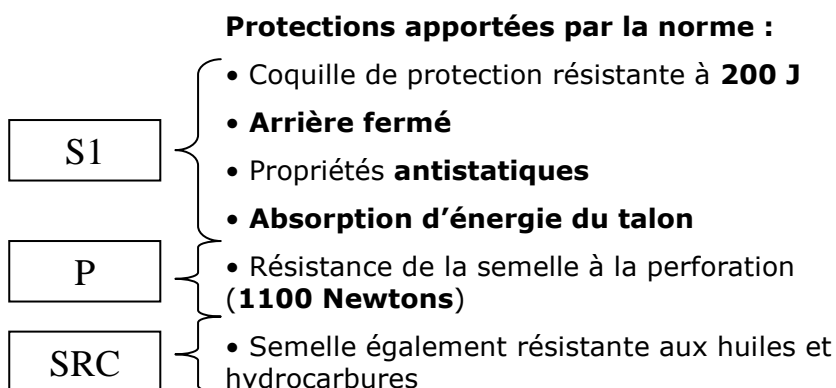 Protections apportées par la norme :
• Coquille de protection résistante à 200 J
• Arrière fermé
S1
• Propriétés antistatiques
• Absorption d’énergie du talon
P
• Résistance de la semelle à la perforation
(1100 Newtons)
SRC
• Semelle également résistante aux huiles et
hydrocarbures